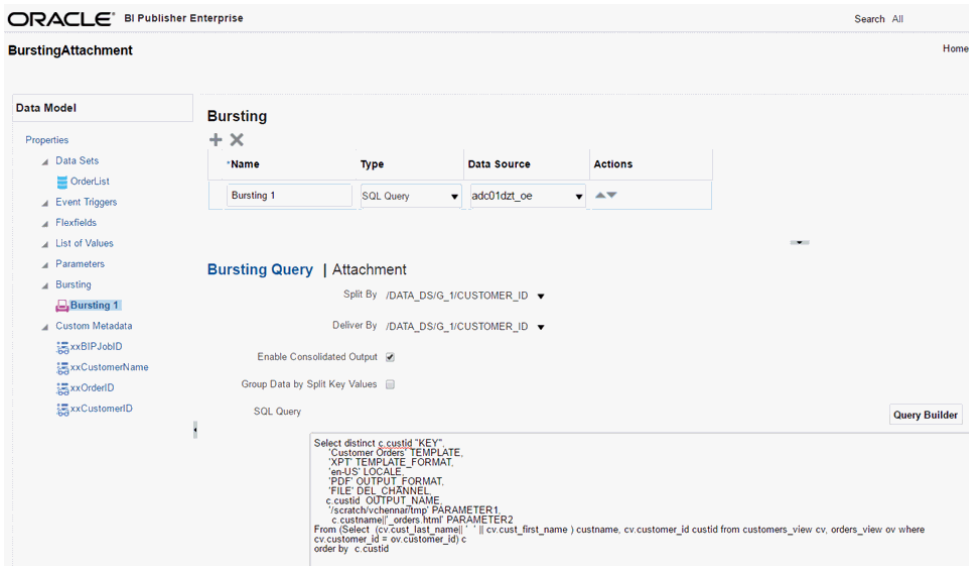 ORACLE® BI Publisher Enterprise Search All
BurstingAttachment Home
Data Model
Properties
Data Sets
OrderList
Event Triggers
Flexfields
List of Values
Parameters
Bursting
Bursting 1
Custom Metadata
xxBIPJobID
xxCustomerName
xxOrderID
xxCustomerID
Bursting
*Name Type Data Source Actions
Bursting 1 SQL Query adc01dzt_oe
Bursting Query | Attachment
Split By /DATA_DS/G_1/CUSTOMER_ID
Deliver By /DATA_DS/G_1/CUSTOMER_ID
Enable Consolidated Output
Group Data by Split Key Values
SQL Query
Query Builder
Select distinct c.custid "KEY",
'Customer Orders' TEMPLATE,
'XPT' TEMPLATE_FORMAT,
'en-US' LOCALE,
'PDF' OUTPUT_FORMAT,
'FILE' DEL_CHANNEL,
c.custid OUTPUT_NAME,
'/scratch/vchennar/tmp' PARAMETER1,
c.custname||'_orders.html' PARAMETER2
From (Select (cv.cust_last_name|| ' ' || cv.cust_first_name ) custname, cv.customer_id custid from customers_view cv, orders_view ov where
cv.customer_id = ov.customer_id) c
order by c.custid